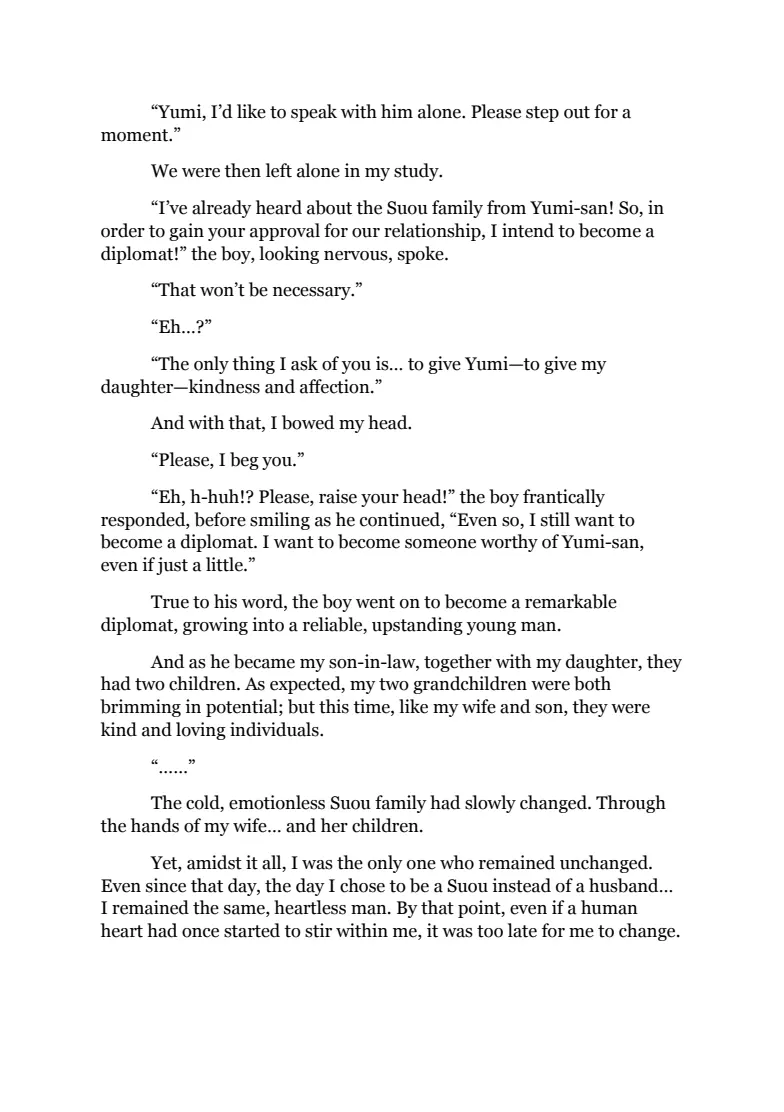 “Yumi, I’d like to speak with him alone. Please step out for a
moment.”
We were then left alone in my study.
“I’ve already heard about the Suou family from Yumi-san! So, in
order to gain your approval for our relationship, I intend to become a
diplomat!” the boy, looking nervous, spoke.
“That won’t be necessary.”
“Eh…?”
“The only thing I ask of you is… to give Yumi—to give my
daughter—kindness and affection.”
And with that, I bowed my head.
“Please, I beg you.”
“Eh, h-huh!? Please, raise your head!” the boy frantically
responded, before smiling as he continued, “Even so, I still want to
become a diplomat. I want to become someone worthy of Yumi-san,
even if just a little.”
True to his word, the boy went on to become a remarkable
diplomat, growing into a reliable, upstanding young man.
And as he became my son-in-law, together with my daughter, they
had two children. As expected, my two grandchildren were both
brimming in potential; but this time, like my wife and son, they were
kind and loving individuals.
“……”
The cold, emotionless Suou family had slowly changed. Through
the hands of my wife… and her children.
Yet, amidst it all, I was the only one who remained unchanged.
Even since that day, the day I chose to be a Suou instead of a husband…
I remained the same, heartless man. By that point, even if a human
heart had once started to stir within me, it was too late for me to change.